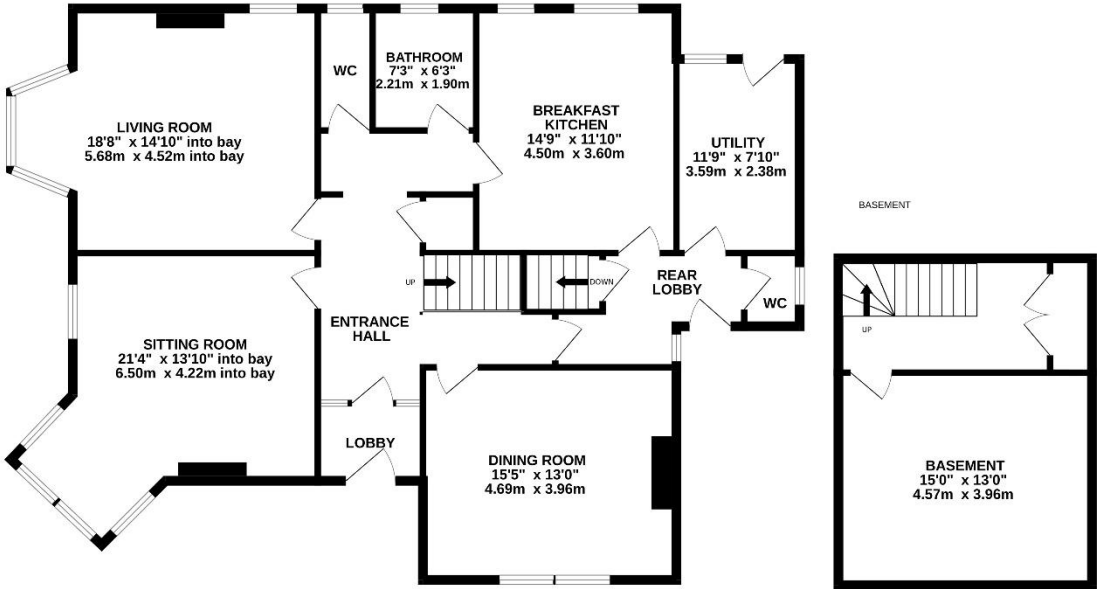 WC
BATHROOM
7'3" x 6'3"
2.21m x 1.90m
LIVING ROOM
18'8" x 14'10" into bay
5.68m x 4.52m into bay
BREAKFAST
KITCHEN
14'9" x 11'10"
4.50m x 3.60m
UTILITY
11'9" x 7'10"
3.59m x 2.38m
BASEMENT
UP
DOWN
REAR
LOBBY
WC
ENTRANCE
HALL
SITTING ROOM
21'4" x 13'10" into bay
6.50m x 4.22m into bay
LOBBY
DINING ROOM
15'5" x 13'0"
4.69m x 3.96m
UP
BASEMENT
15'0" x 13'0"
4.57m x 3.96m